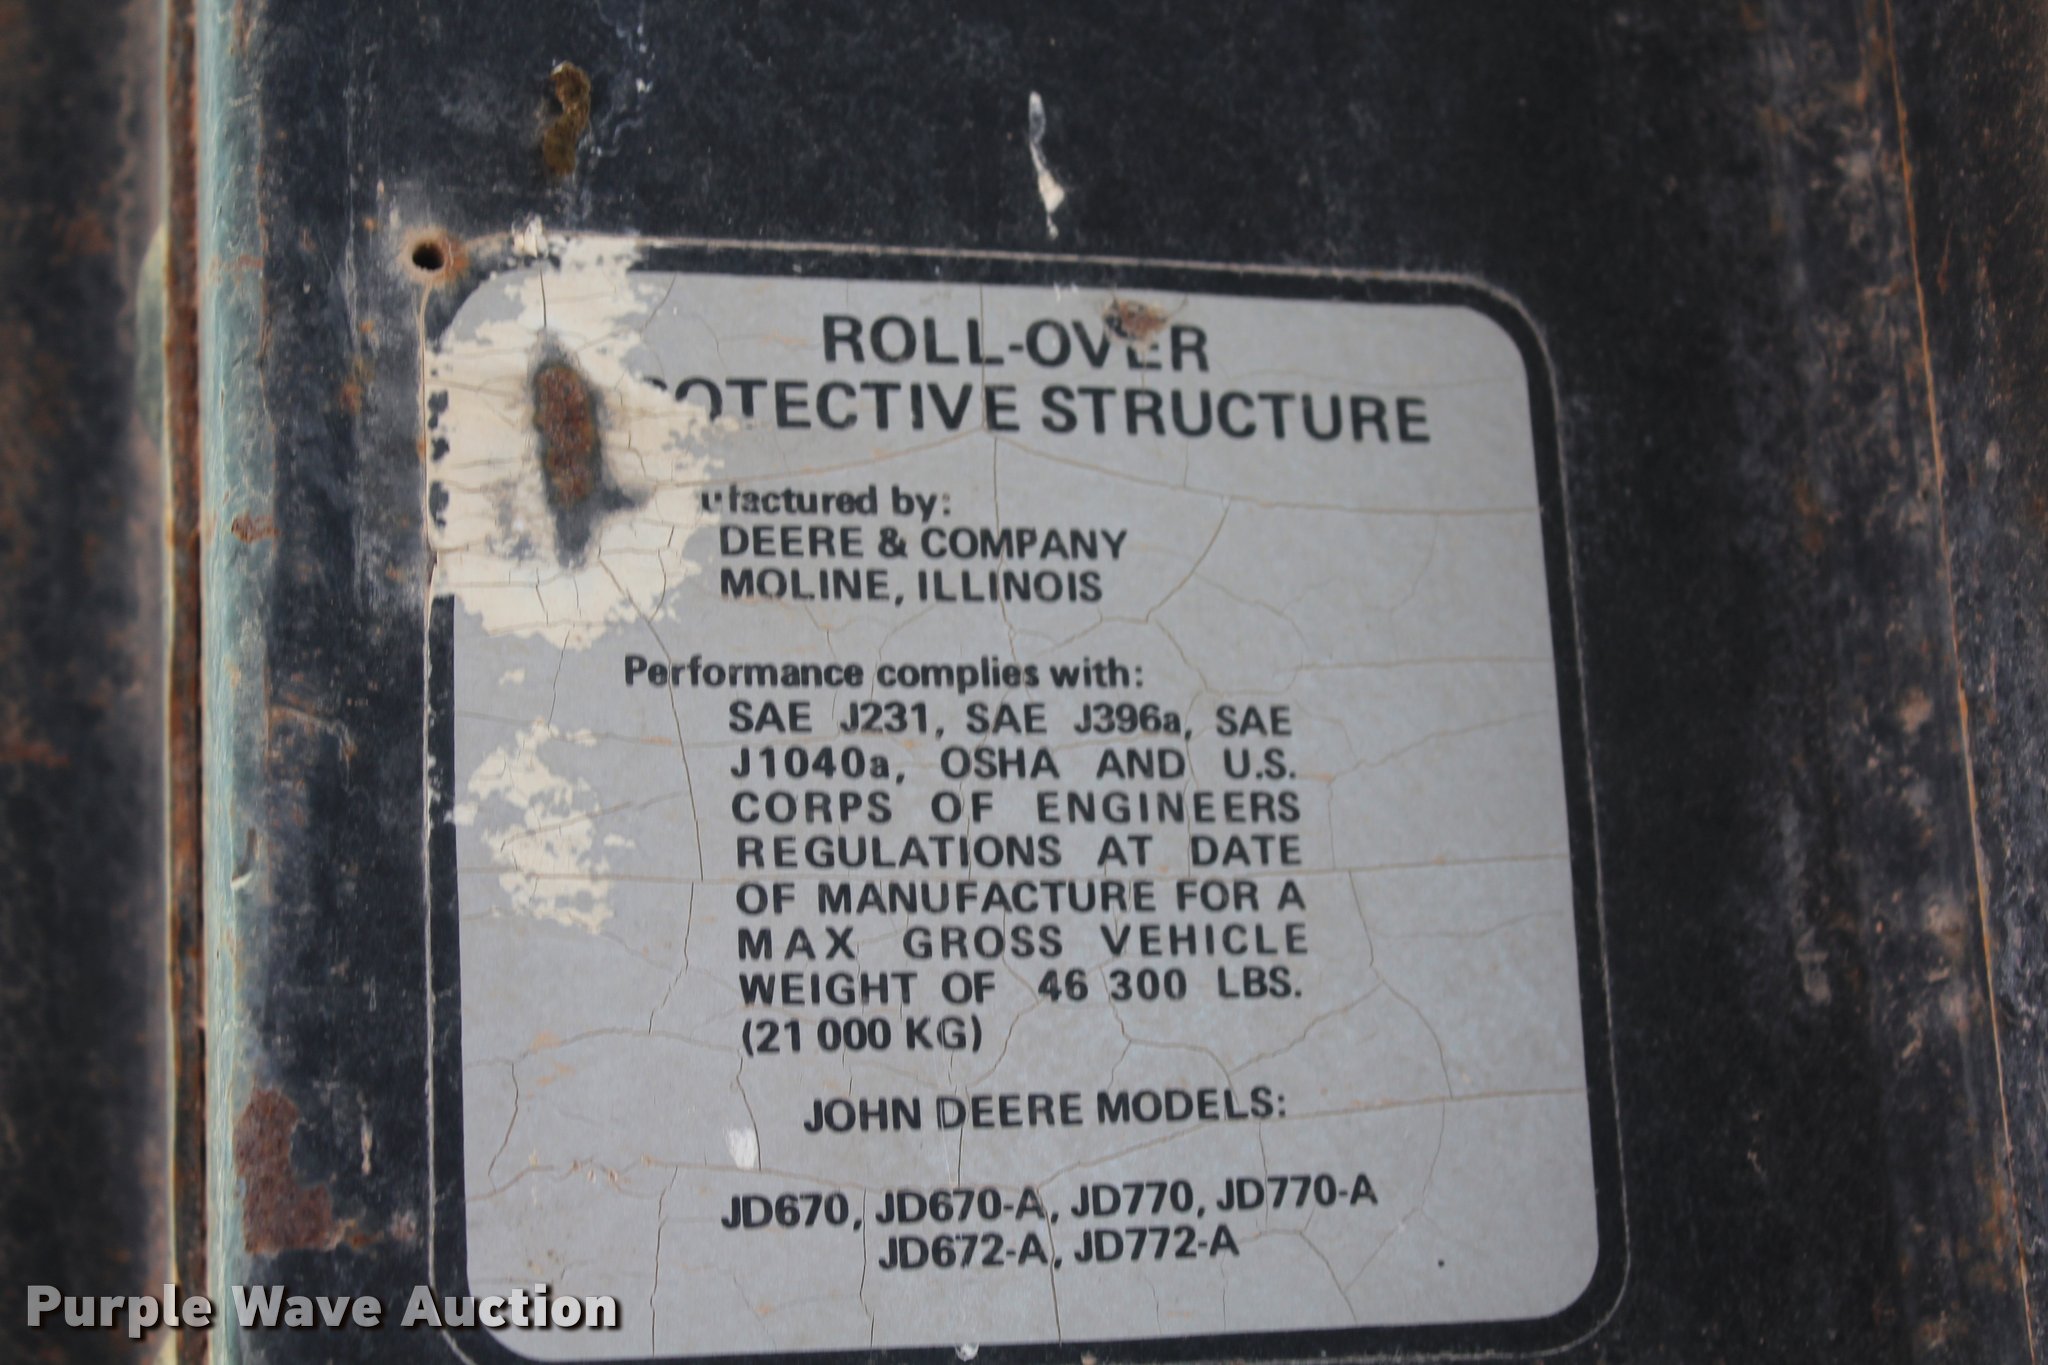 ROLL-OVER
OTECTIVE STRUCTURE
ufactured by:
DEERE & COMPANY
MOLINE, ILLINOIS
Performance complies with:
SAE J231, SAE J396a, SAE
J1040a, OSHA AND U.S.
CORPS OF ENGINEERS
REGULATIONS AT DATE
OF MANUFACTURE FOR A
MAX GROSS VEHICLE
WEIGHT OF 46 300 LBS.
(21 000 KG)
JOHN DEERE MODELS:
JD670, JD670-A, JD770, JD770-A
JD672-A, JD772-A
Purple Wave Auction